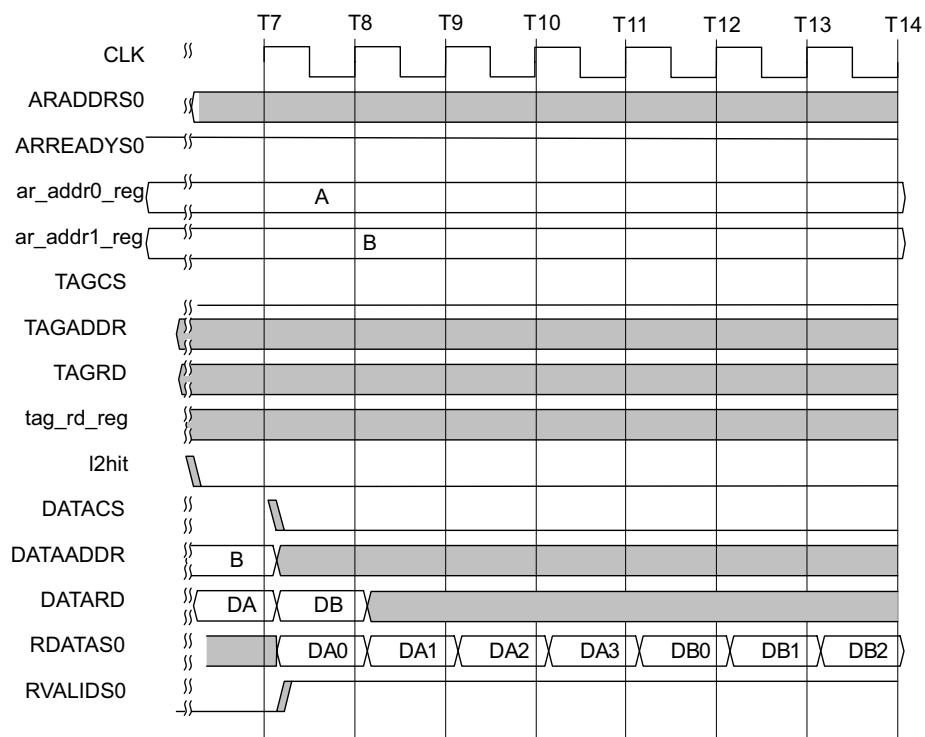 T7 T8 T9 T10 T11 T12 T13 T14
CLK
ARADDRS0
ARREADYS0
ar_addr0_reg A
ar_addr1_reg B
TAGCS
TAGADDR
TAGRD
tag_rd_reg
l2hit
DATACS
DATAADDR B
DATARD DA DB
RDATAS0 DA0 DA1 DA2 DA3 DB0 DB1 DB2
RVALIDS0